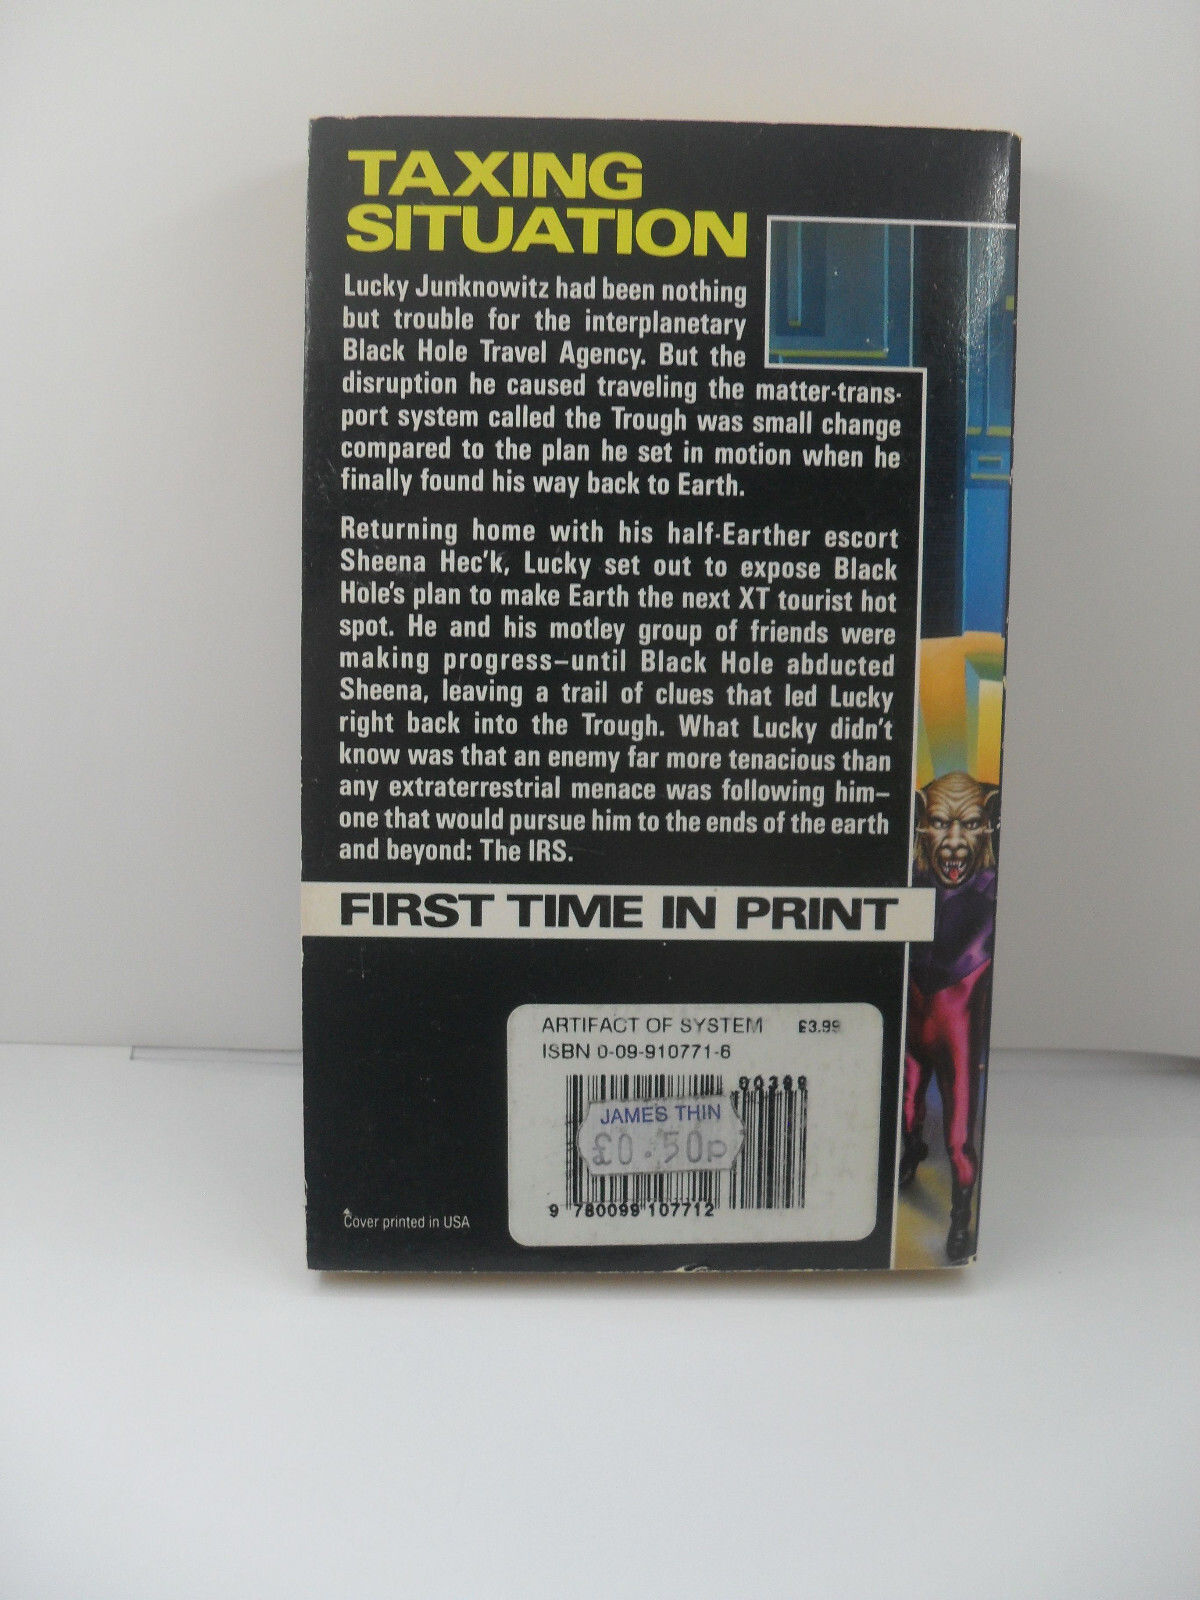 TAXING
SITUATION
Lucky Junknowitz had been nothing
but trouble for the interplanetary
Black Hole Travel Agency. But the
disruption he caused traveling the matter-trans-
port system called the Trough was small change
compared to the plan he set in motion when he
finally found his way back to Earth.
Returning home with his half-Earther escort
Sheena Hec'k, Lucky set out to expose Black
Hole's plan to make Earth the next XT tourist hot
spot. He and his motley group of friends were
making progress—until Black Hole abducted
Sheena, leaving a trail of clues that led Lucky
right back into the Trough. What Lucky didn't
know was that an enemy far more tenacious than
any extraterrestrial menace was following him—
one that would pursue him to the ends of the earth
and beyond: The IRS.
FIRST TIME IN PRINT
ARTIFACT OF SYSTEM £3.99
ISBN 0-09-910771-6
00399
JAMES THIN
£0.50p
9 780099 107712
Cover printed in USA